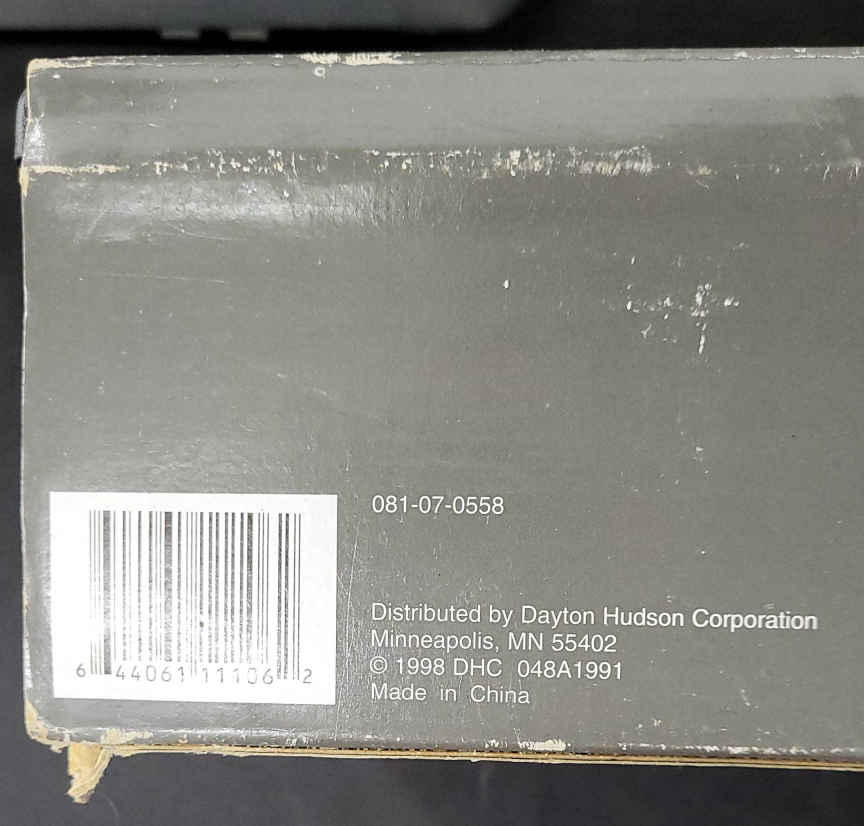 081-07-0558
Distributed by Dayton Hudson Corporation
Minneapolis, MN 55402
© 1998 DHC 048A1991
Made in China
6 44061 11106 2